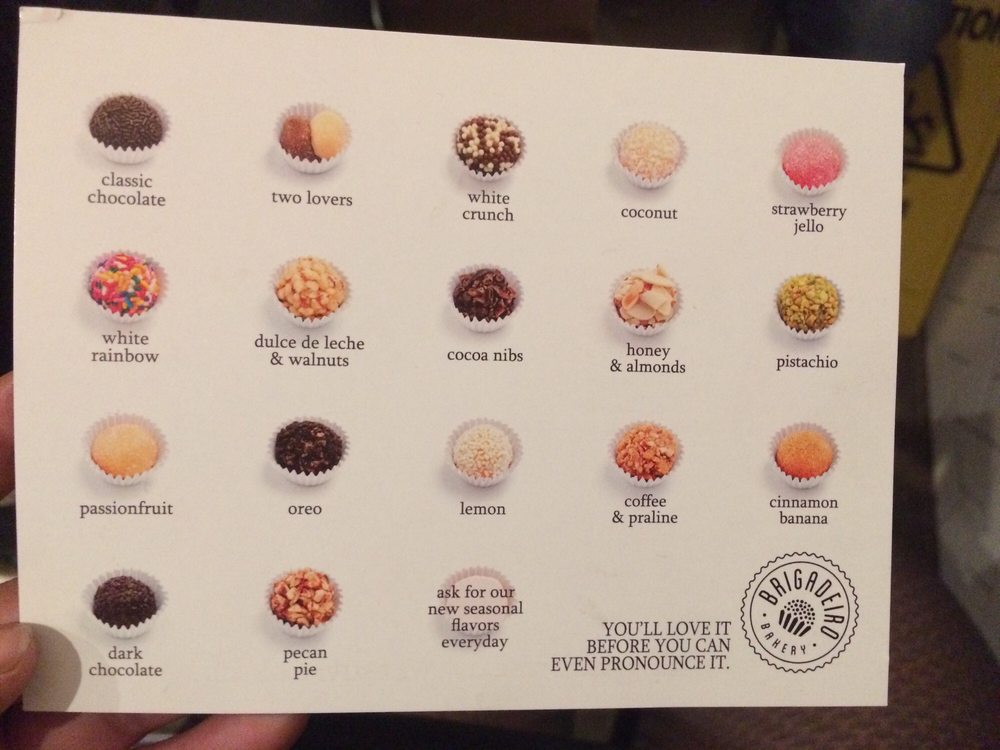 classic
chocolate
two lovers
white
crunch
coconut
strawberry
jello
white
rainbow
dulce de leche
& walnuts
cocoa nibs
honey
& almonds
pistachio
passionfruit
oreo
lemon
coffee
& praline
cinnamon
banana
dark
chocolate
pecan
pie
ask for our
new seasonal
flavors
everyday
YOU'LL LOVE IT
BEFORE YOU CAN
EVEN PRONOUNCE IT.
BRIGADEIRO
• BAKERY •